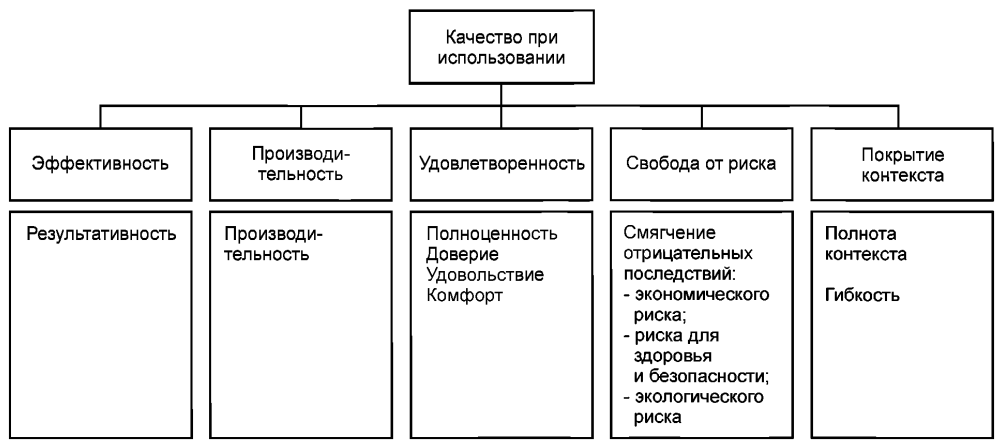 Качество при
использовании
Эффективность
Производи-
тельность
Удовлетворенность
Свобода от риска
Покрытие
контекста
Результативность
Производи-
тельность
Полноценность
Доверие
Удовольствие
Комфорт
Смягчение
отрицательных
последствий:
- экономического
риска;
- риска для
здоровья
и безопасности;
- экологического
риска
Полнота
контекста
Гибкость